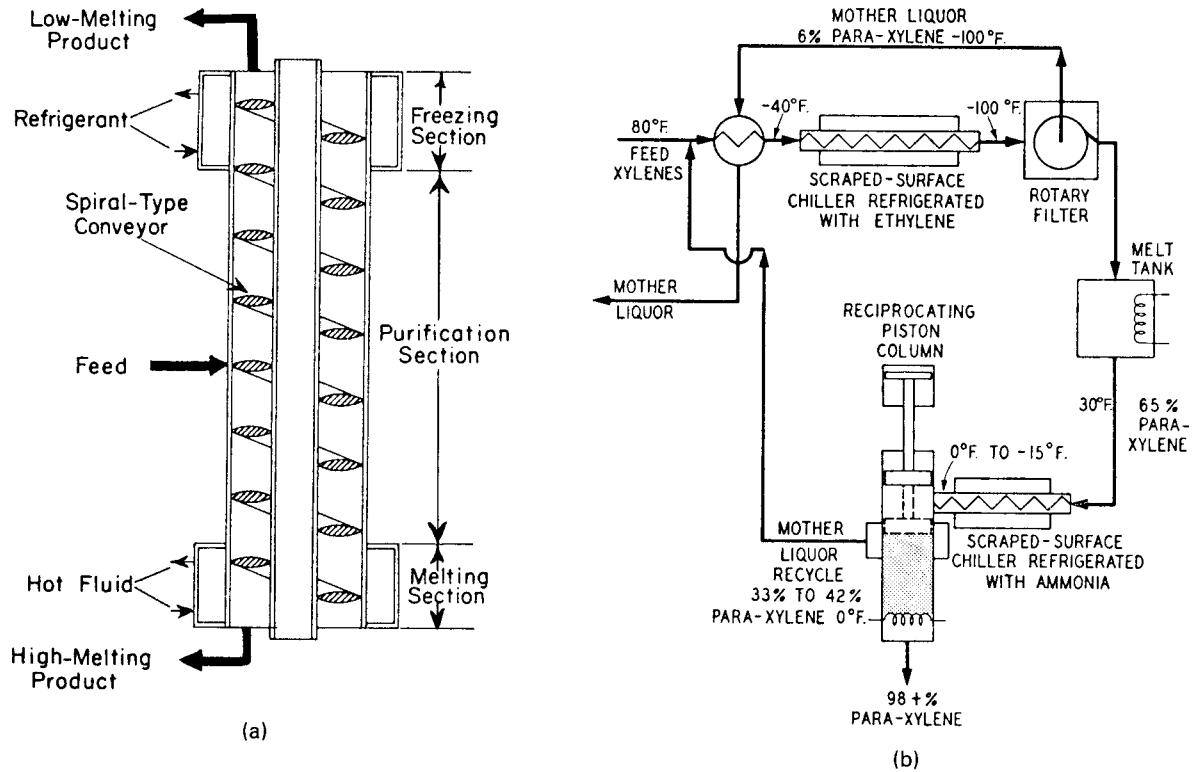 Low-Melting
Product
Refrigerant
Freezing
Section
Spiral-Type
Conveyor
Feed
Purification
Section
Hot Fluid
Melting
Section
High-Melting
Product
(a)
MOTHER LIQUOR
6% PARA-XYLENE -100°F.
80°F.
FEED
XYLENES
-40°F.
-100°F.
SCRAPED-SURFACE
CHILLER REFRIGERATED
WITH ETHYLENE
ROTARY
FILTER
MOTHER
LIQUOR
MELT
TANK
RECIPROCATING
PISTON
COLUMN
30°F.
65%
PARA-
XYLENE
0°F. TO -15°F.
MOTHER
LIQUOR
RECYCLE
33% TO 42%
PARA-XYLENE 0°F.
SCRAPED-SURFACE
CHILLER REFRIGERATED
WITH AMMONIA
98+%
PARA-XYLENE
(b)